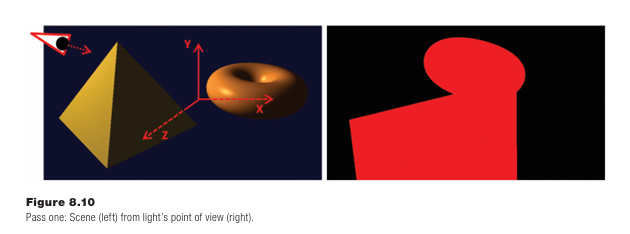 Y
X
Z
Figure 8.10
Pass one: Scene (left) from light's point of view (right).